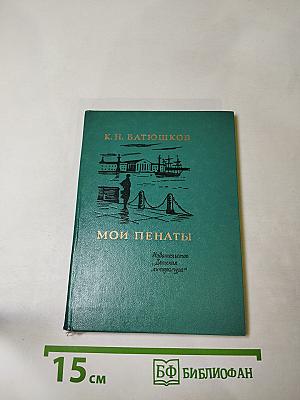 К. Н. БАТЮШКОВ
МОИ ПЕНАТЫ
Издательство
„Детская
литература"
15 см
БФ БИБЛИОФАН